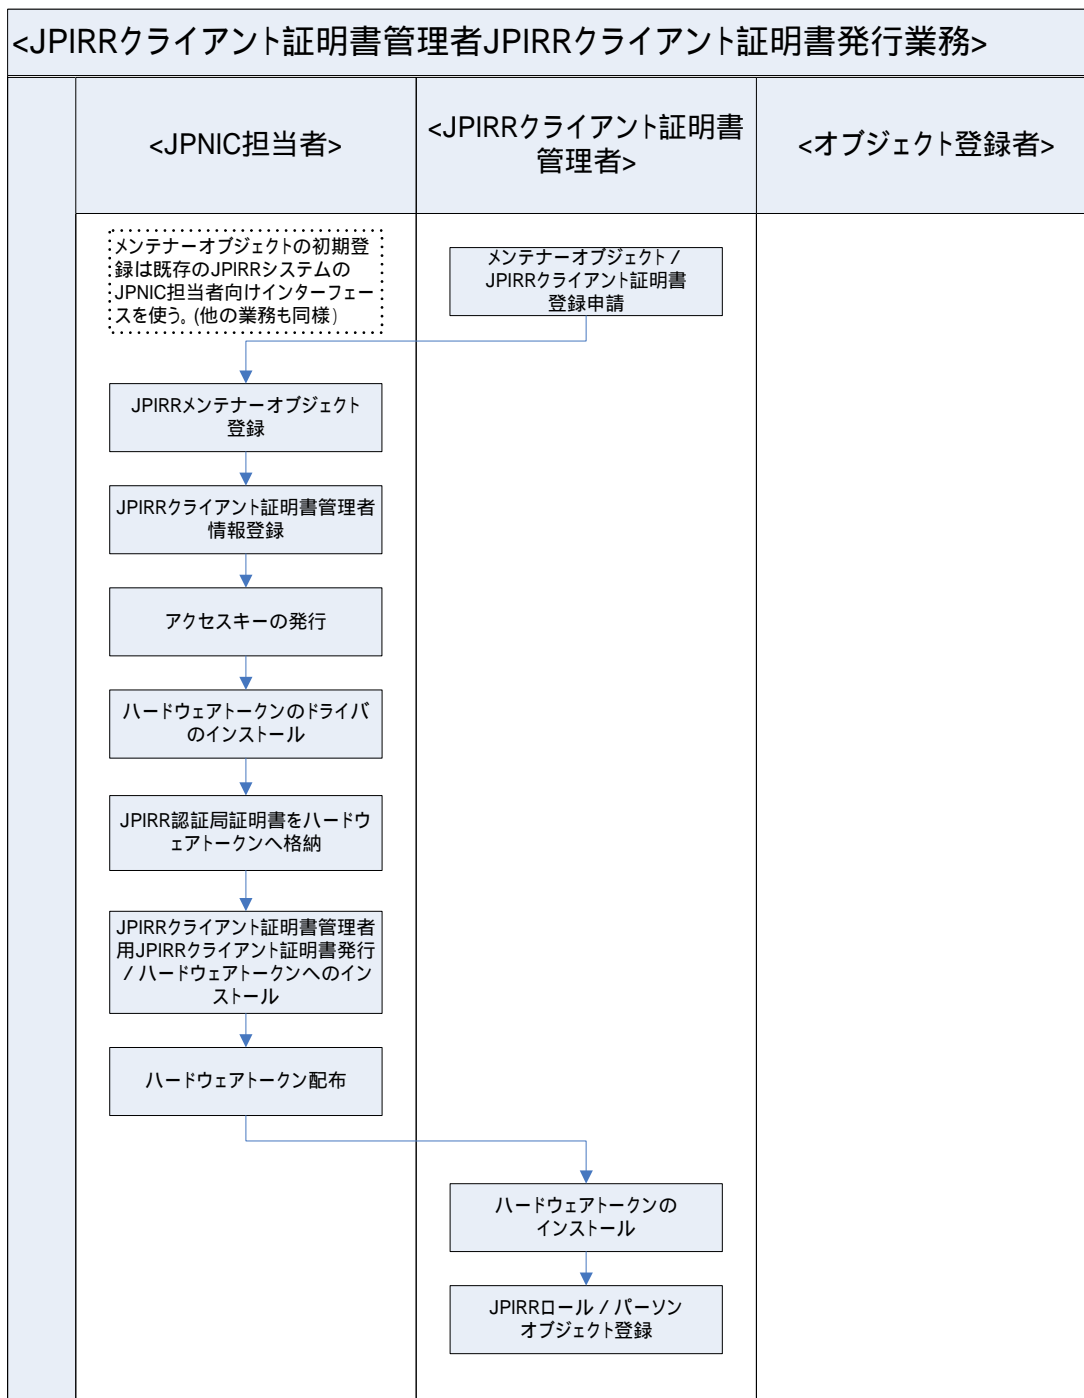 <JPIRRクライアント証明書管理者JPIRRクライアント証明書発行業務>
<JPNIC担当者>
<JPIRRクライアント証明書
管理者>
<オブジェクト登録者>
メンテナーオブジェクトの初期登
録は既存のJPIRRシステムの
JPNIC担当者向けインターフェー
スを使う。(他の業務も同様)
メンテナーオブジェクト /
JPIRRクライアント証明書
登録申請
JPIRRメンテナーオブジェクト
登録
JPIRRクライアント証明書管理者
情報登録
アクセスキーの発行
ハードウェアトークンのドライバ
のインストール
JPIRR認証局証明書をハードウ
ェアトークンへ格納
JPIRRクライアント証明書管理者
用JPIRRクライアント証明書発行
/ ハードウェアトークンへのイン
ストール
ハードウェアトークン配布
ハードウェアトークンの
インストール
JPIRRロール / パーソン
オブジェクト登録